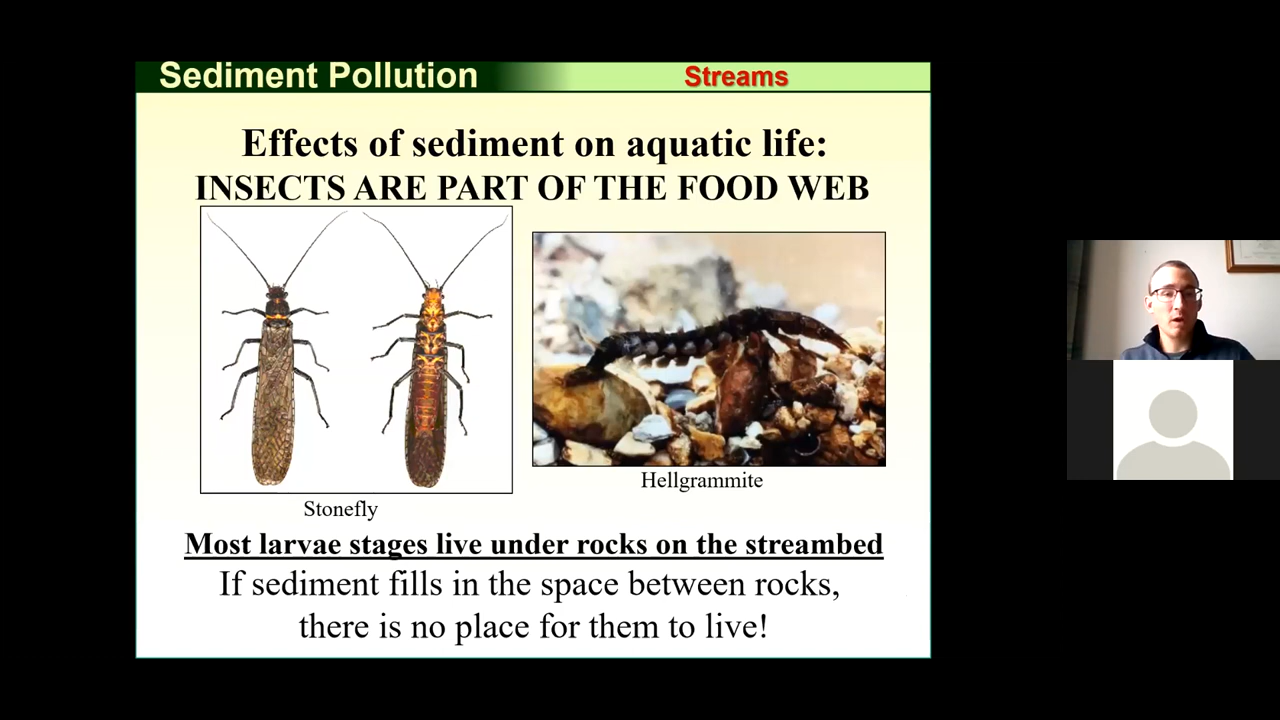 Sediment Pollution
Streams
Effects of sediment on aquatic life:
INSECTS ARE PART OF THE FOOD WEB
Stonefly
Hellgrammite
Most larvae stages live under rocks on the streambed
If sediment fills in the space between rocks,
there is no place for them to live!